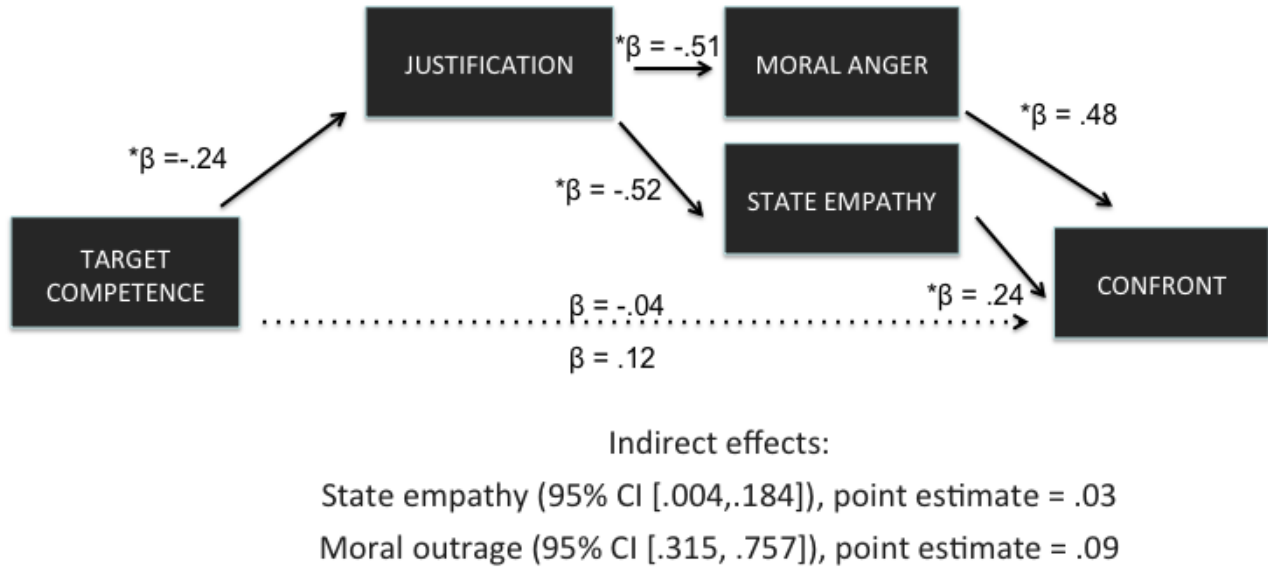 JUSTIFICATION
*β = -.51
MORAL ANGER
*β = .48
*β =-.24
*β = -.52
STATE EMPATHY
TARGET
COMPETENCE
*β = .24
CONFRONT
β = -.04
β = .12
Indirect effects:
State empathy (95% CI [.004,.184]), point estimate = .03
Moral outrage (95% CI [.315, .757]), point estimate = .09